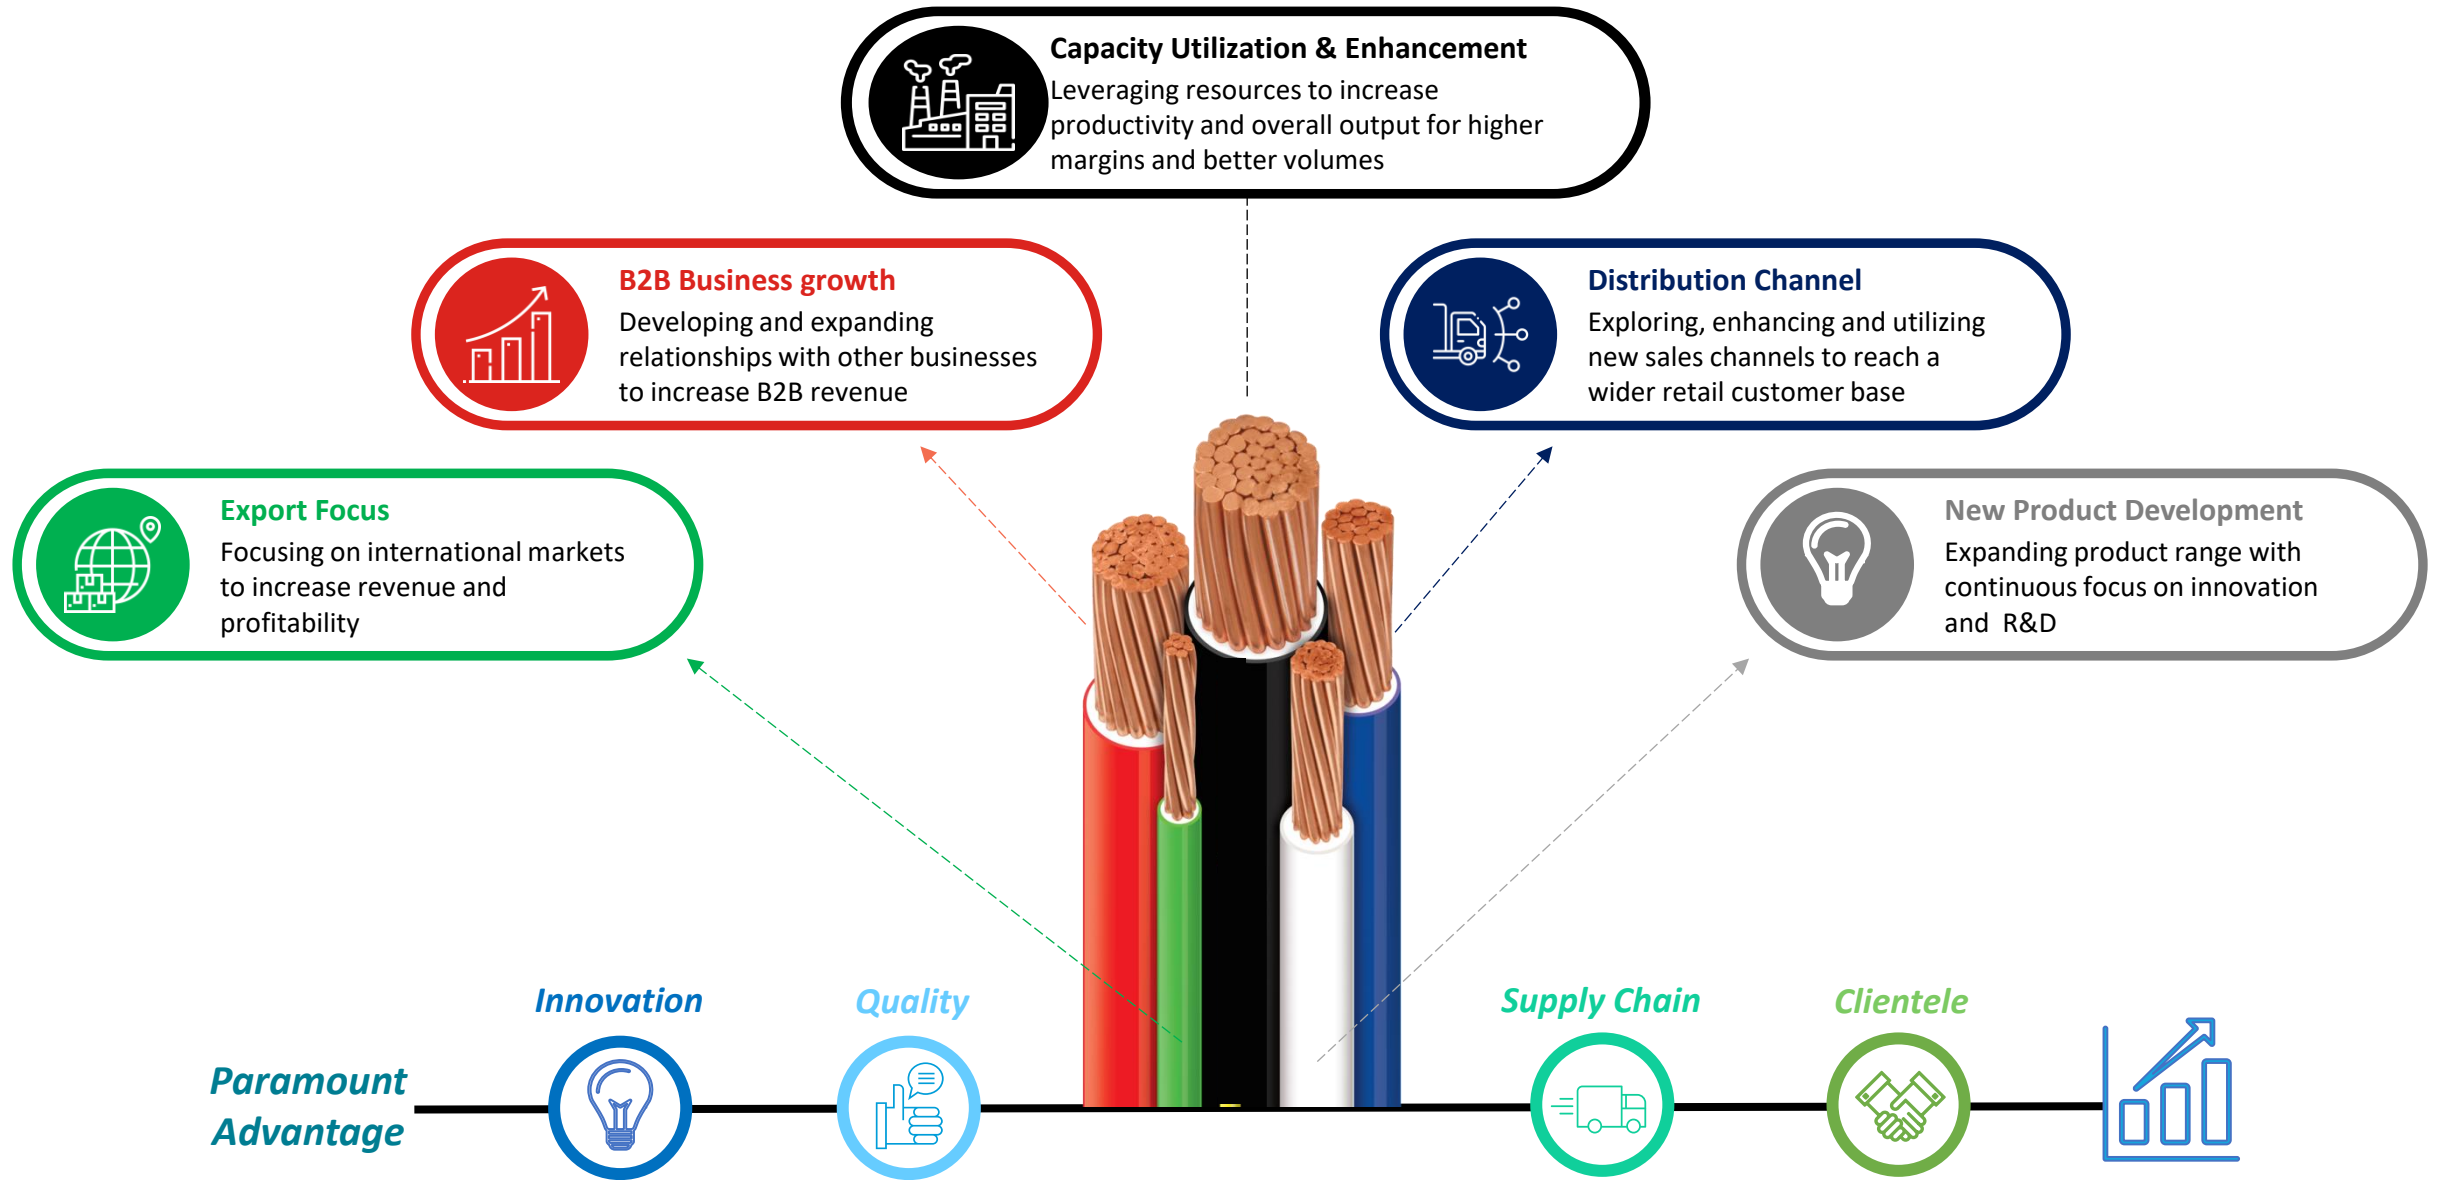 Capacity Utilization & Enhancement
Leveraging resources to increase
productivity and overall output for higher
margins and better volumes
B2B Business growth
Developing and expanding
relationships with other businesses
to increase B2B revenue
Distribution Channel
Exploring, enhancing and utilizing
new sales channels to reach a
wider retail customer base
Export Focus
Focusing on international markets
to increase revenue and
profitability
New Product Development
Expanding product range with
continuous focus on innovation
and R&D
Paramount
Advantage
Innovation
Quality
Supply Chain
Clientele